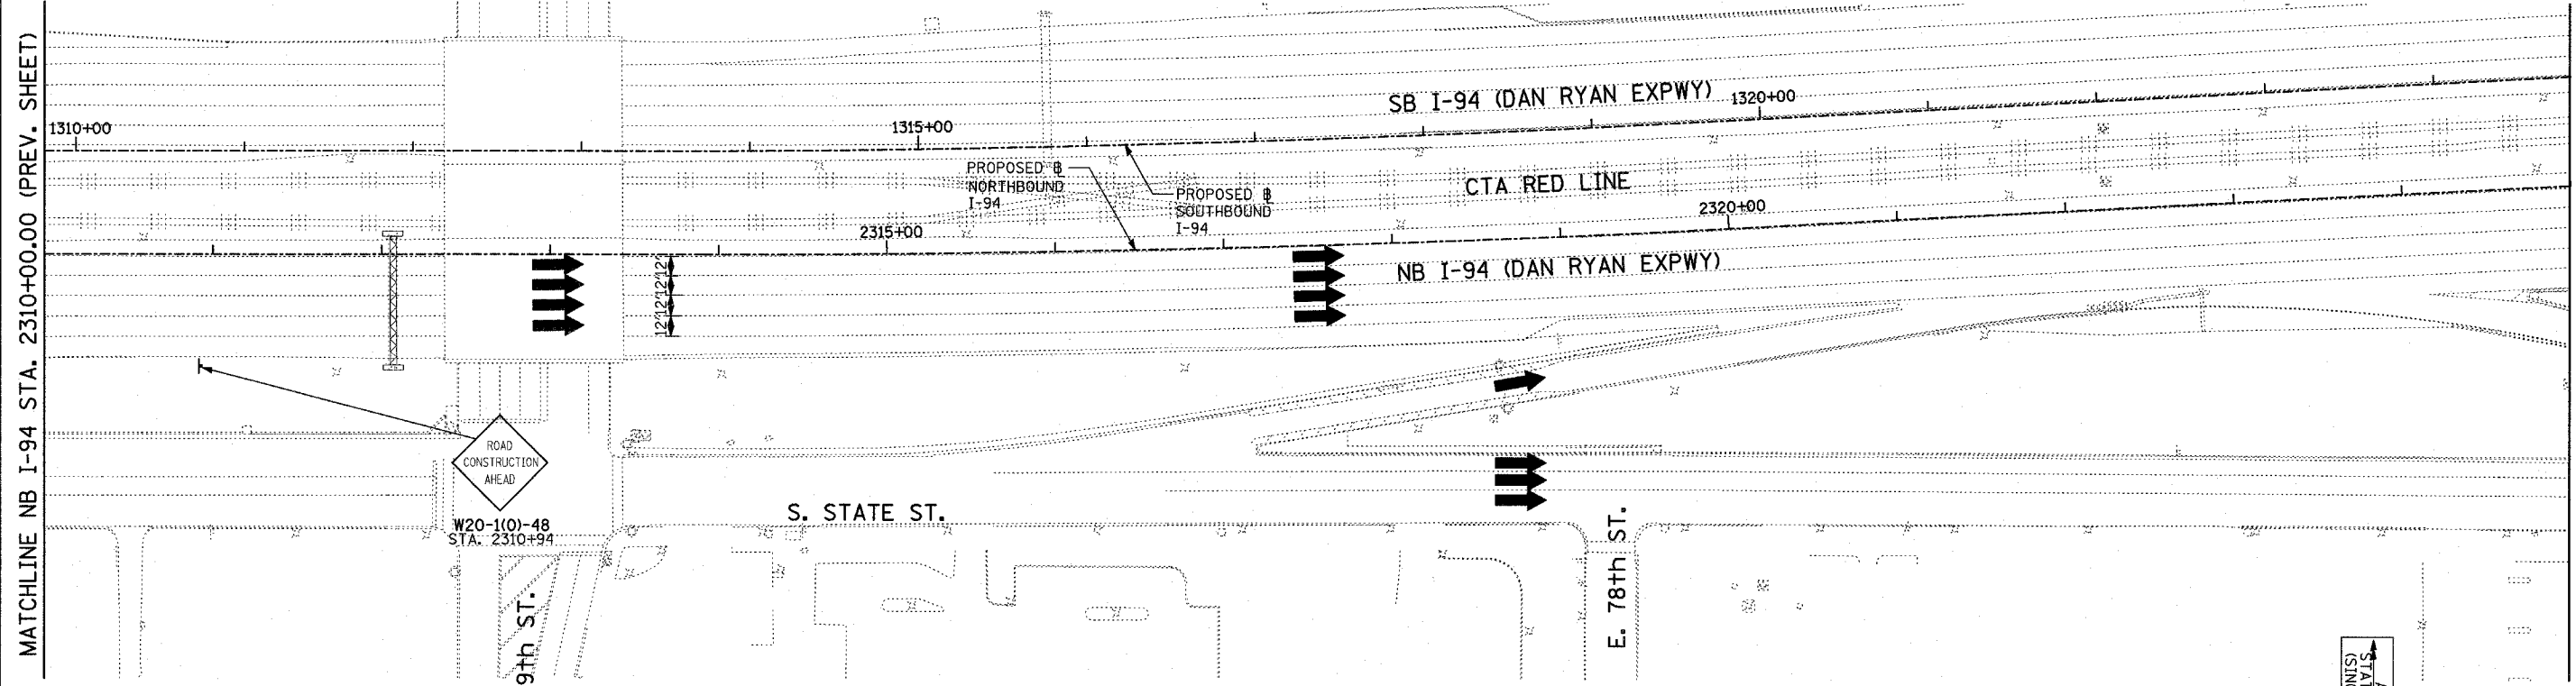 MATCHLINE NB I-94 STA. 2310+00.00 (PREV. SHEET)
SB I-94 (DAN RYAN EXPWY)
1320+00
1310+00
1315+00
PROPOSED B
NORTHBOUND
I-94
PROPOSED B
SOUTHBOUND
I-94
CTA RED LINE
2320+00
2315+00
NB I-94 (DAN RYAN EXPWY)
12'12'12'12'
ROAD
CONSTRUCTION
AHEAD
W20-1(O)-48
STA. 2310+94
S. STATE ST.
9th ST.
E. 78th ST.